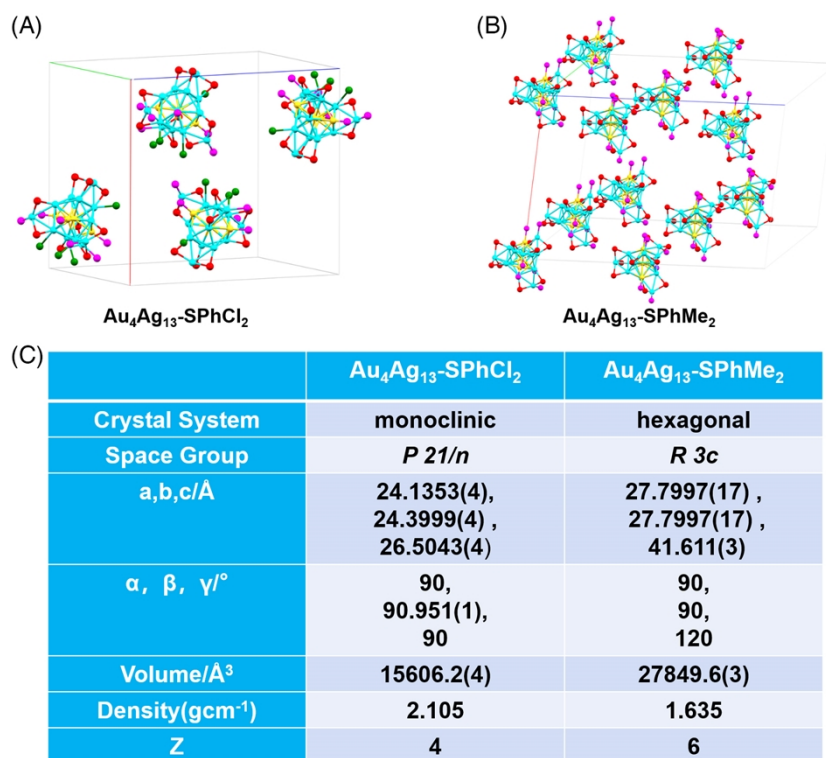 (A)
(B)
Au4Ag13-SPhCl2
Au4Ag13-SPhMe2
(C)
Au4Ag13-SPhCl2 Au4Ag13-SPhMe2
Crystal System monoclinic hexagonal
Space Group P 21/n R 3c
a,b,c/Å 24.1353(4), 24.3999(4) , 26.5043(4) 27.7997(17) , 27.7997(17) , 41.611(3)
α, β, γ/° 90, 90.951(1), 90 90, 90, 120
Volume/Å³ 15606.2(4) 27849.6(3)
Density(gcm⁻¹) 2.105 1.635
Z 4 6